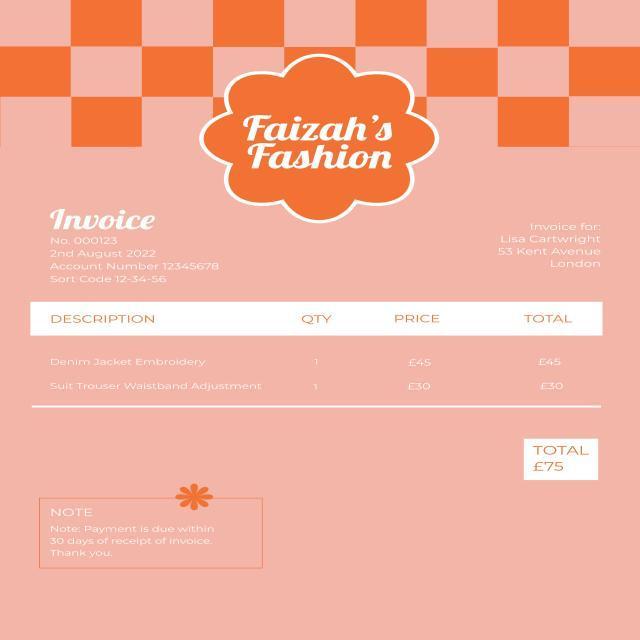 Faizah's
Fashion
Invoice
No. 000123
2nd August 2022
Account Number 12345678
Sort Code 12-34-56
Invoice for:
Lisa Cartwright
53 Kent Avenue
London
DESCRIPTION QTY PRICE TOTAL
Denim Jacket Embroidery 1 £45 £45
Suit Trouser Waistband Adjustment 1 £30 £30
TOTAL
£75
NOTE
Note: Payment is due within
30 days of receipt of invoice.
Thank you.